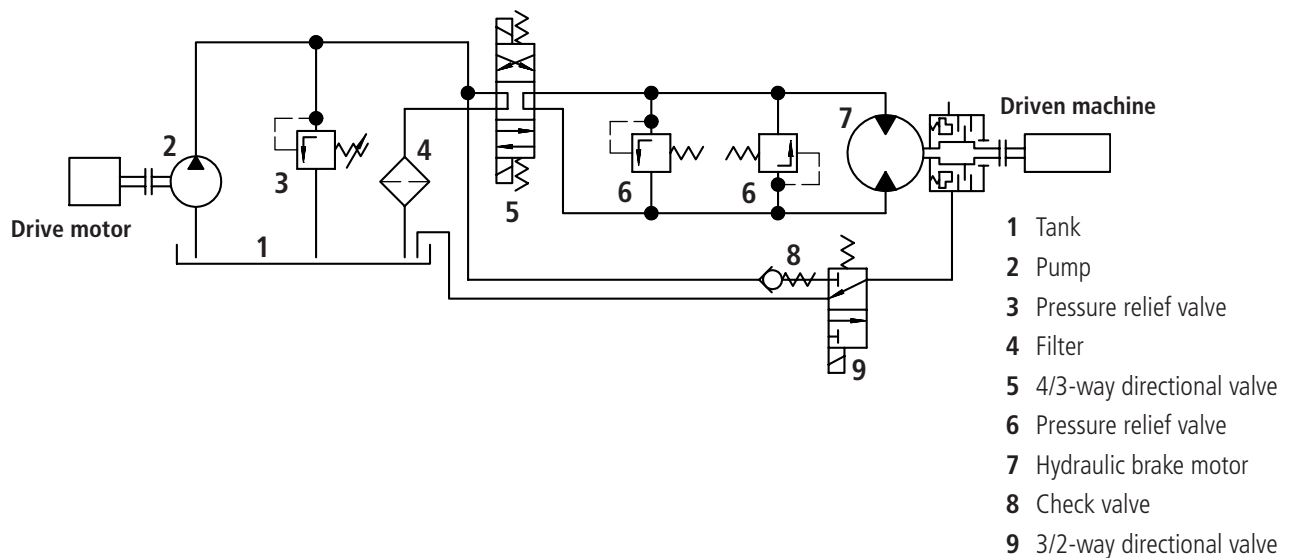 7
Driven machine
2
3
4
5
6
6
Drive motor
1
8
9
1 Tank
2 Pump
3 Pressure relief valve
4 Filter
5 4/3-way directional valve
6 Pressure relief valve
7 Hydraulic brake motor
8 Check valve
9 3/2-way directional valve